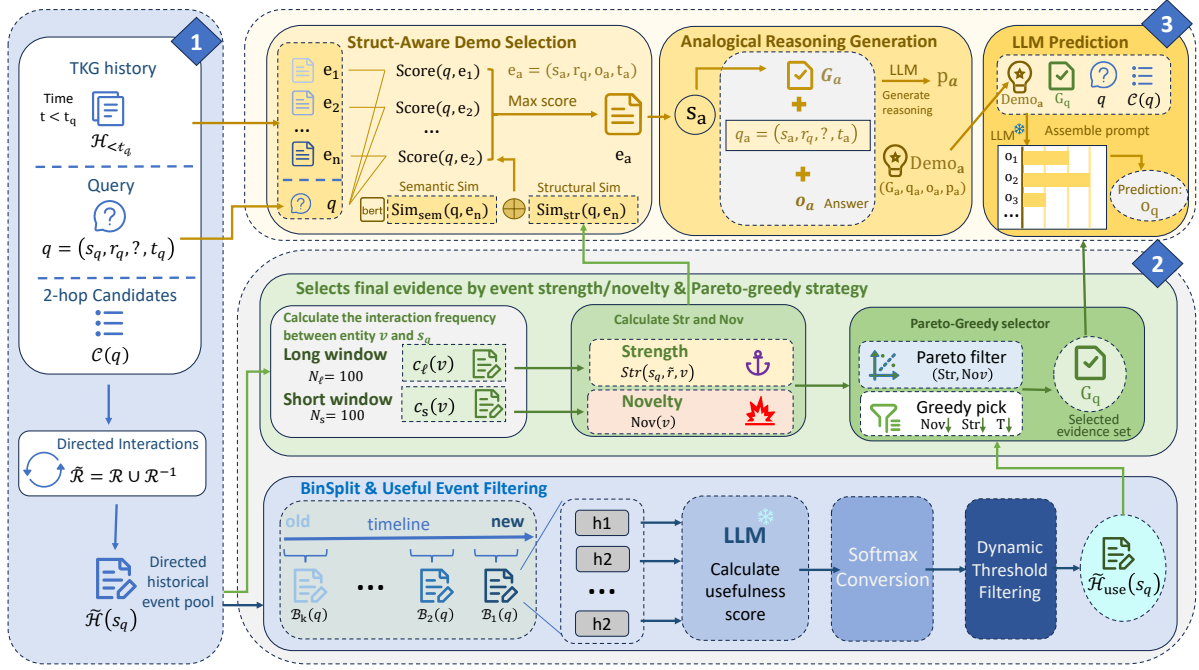 1
TKG history
Time
t < t_q
ℋ_{<t_q}
Query
q = (s_q, r_q, ?, t_q)
2-hop Candidates
𝒞(q)
Directed Interactions
ℛ̃ = ℛ ∪ ℛ⁻¹
ℋ̃(s_q)
Directed
historical
event pool
3
Struct-Aware Demo Selection
e_1
e_2
...
e_n
q
Score(q, e_1)
Score(q, e_2)
...
Score(q, e_2)
e_a = (s_a, r_q, o_a, t_a)
Max score
e_a
Semantic Sim
bert
Sim_sem(q, e_n)
Structural Sim
Sim_str(q, e_n)
Analogical Reasoning Generation
s_a
G_a
q_a = (s_a, r_q, ?, t_a)
o_a
Answer
LLM
Generate
reasoning
p_a
Demo_a
(G_a, q_a, o_a, p_a)
LLM Prediction
Demo_a
G_q
q
𝒞(q)
LLM
Assemble prompt
o_1
o_2
o_3
...
Prediction:
o_q
2
Selects final evidence by event strength/novelty & Pareto-greedy strategy
Calculate the interaction frequency
between entity v and s_q
Long window
N_ℓ= 100
c_ℓ(v)
Short window
N_s= 100
c_s(v)
Calculate Str and Nov
Strength
Str(s_q, r̃, v)
Novelty
Nov(v)
Pareto-Greedy selector
Pareto filter
(Str, Nov)
Greedy pick
Nov↓ Str↓ T↓
G_q
Selected
evidence set
BinSplit & Useful Event Filtering
old
timeline
new
ℬ_k(q)
...
ℬ_2(q)
ℬ_1(q)
h1
h2
...
h2
LLM
Calculate
usefulness
score
Softmax
Conversion
Dynamic
Threshold
Filtering
ℋ̃_use(s_q)